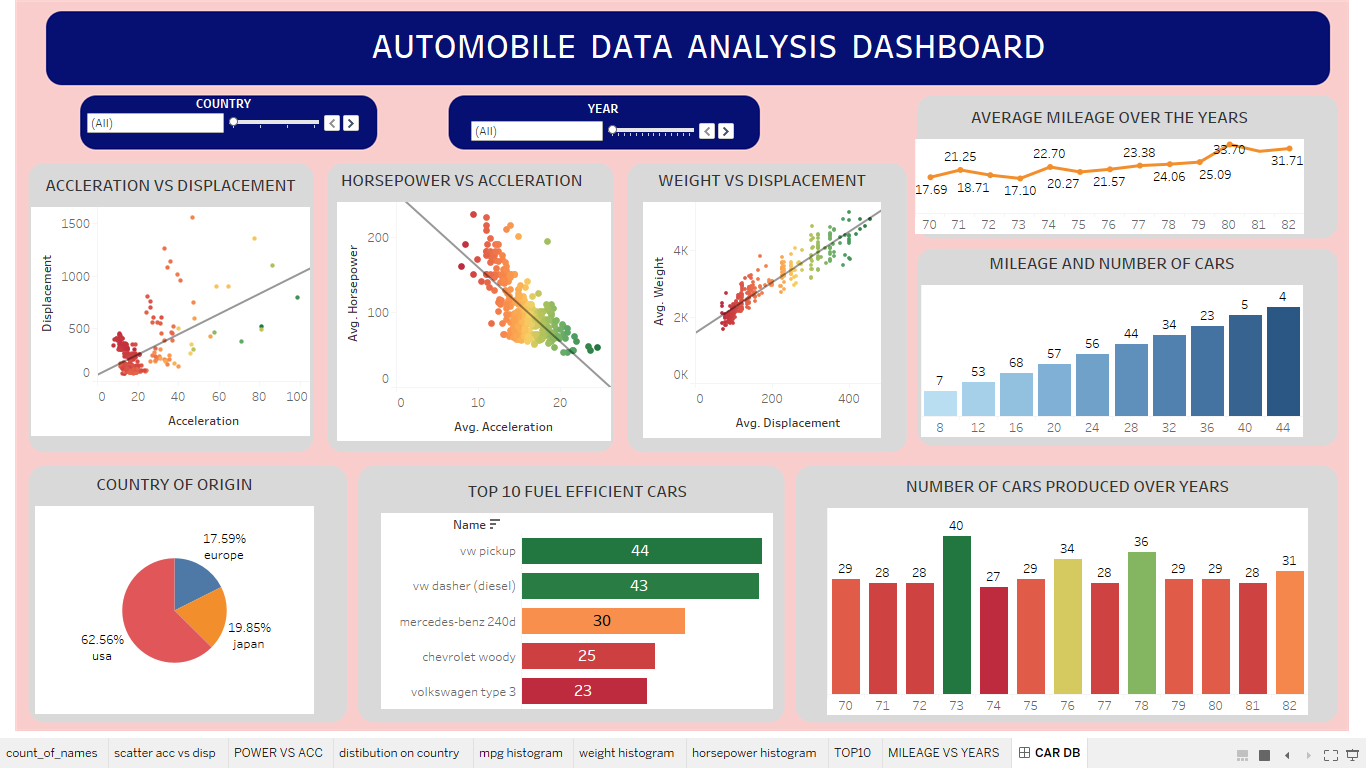 AUTOMOBILE DATA ANALYSIS DASHBOARD
COUNTRY
(All)
YEAR
(All)
AVERAGE MILEAGE OVER THE YEARS
17.69 21.25 18.71 17.10 22.70 20.27 21.57 23.38 24.06 25.09 33.70 31.71
70 71 72 73 74 75 76 77 78 79 80 81 82
ACCLERATION VS DISPLACEMENT
Displacement
1500
1000
500
0
0 20 40 60 80 100
Acceleration
HORSEPOWER VS ACCLERATION
Avg. Horsepower
200
100
0
0 10 20
Avg. Acceleration
WEIGHT VS DISPLACEMENT
Avg. Weight
4K
2K
0K
0 200 400
Avg. Displacement
MILEAGE AND NUMBER OF CARS
7 53 68 57 56 44 34 23 5 4
8 12 16 20 24 28 32 36 40 44
COUNTRY OF ORIGIN
17.59%
europe
19.85%
japan
62.56%
usa
TOP 10 FUEL EFFICIENT CARS
Name
vw pickup 44
vw dasher (diesel) 43
mercedes-benz 240d 30
chevrolet woody 25
volkswagen type 3 23
NUMBER OF CARS PRODUCED OVER YEARS
29 28 28 40 27 29 34 28 36 29 29 28 31
70 71 72 73 74 75 76 77 78 79 80 81 82
count_of_names scatter acc vs disp POWER VS ACC distibution on country mpg histogram weight histogram horsepower histogram TOP10 MILEAGE VS YEARS CAR DB